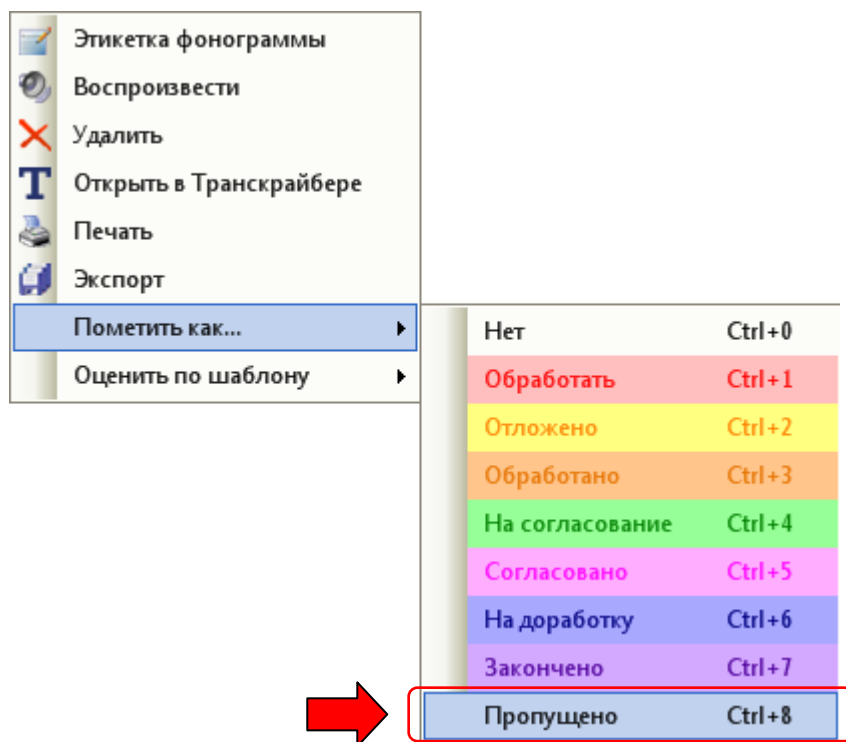 Этикетка фонограммы
Воспроизвести
Удалить
Открыть в Транскрайбере
Печать
Экспорт
Пометить как...
Оценить по шаблону
Нет Ctrl+0
Обработать Ctrl+1
Отложено Ctrl+2
Обработано Ctrl+3
На согласование Ctrl+4
Согласовано Ctrl+5
На доработку Ctrl+6
Закончено Ctrl+7
Пропущено Ctrl+8